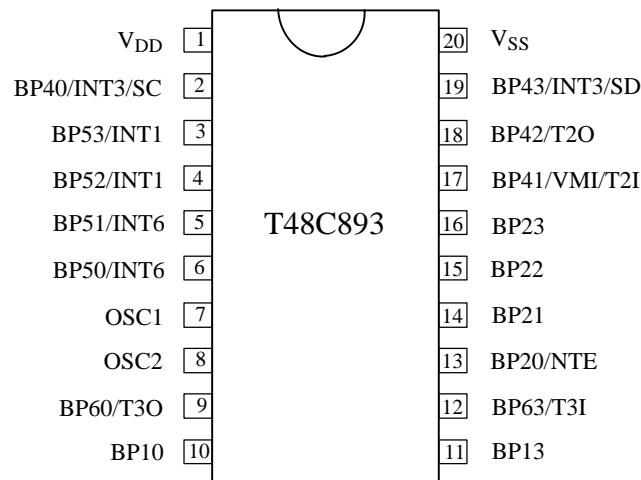 V_DD 1 20 V_SS
BP40/INT3/SC 2 19 BP43/INT3/SD
BP53/INT1 3 18 BP42/T2O
BP52/INT1 4 17 BP41/VMI/T2I
BP51/INT6 5 T48C893 16 BP23
BP50/INT6 6 15 BP22
OSC1 7 14 BP21
OSC2 8 13 BP20/NTE
BP60/T3O 9 12 BP63/T3I
BP10 10 11 BP13